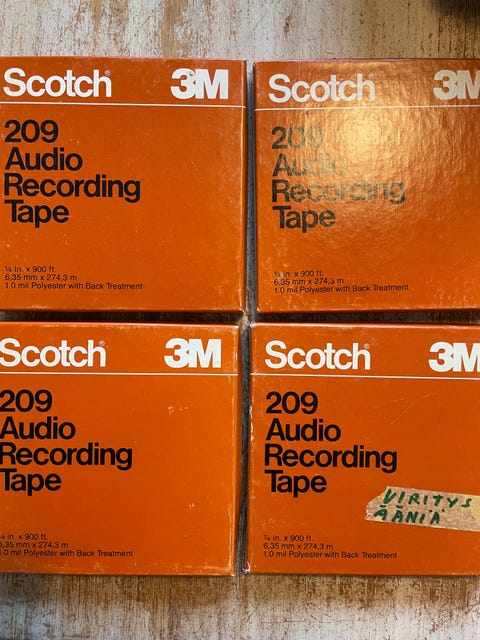 Scotch® 3M
209
Audio
Recording
Tape
¼ in. x 900 ft.
6,35 mm x 274,3 m
1.0 mil Polyester with Back Treatment
Scotch® 3M
209
Audio
Recording
Tape
¼ in. x 900 ft.
6,35 mm x 274,3 m
1.0 mil Polyester with Back Treatment
Scotch® 3M
209
Audio
Recording
Tape
¼ in. x 900 ft.
6,35 mm x 274,3 m
1.0 mil Polyester with Back Treatment
Scotch® 3M
209
Audio
Recording
Tape
¼ in. x 900 ft.
6,35 mm x 274,3 m
1.0 mil Polyester with Back Treatment
VIRITYS
ÄÄNIÄ